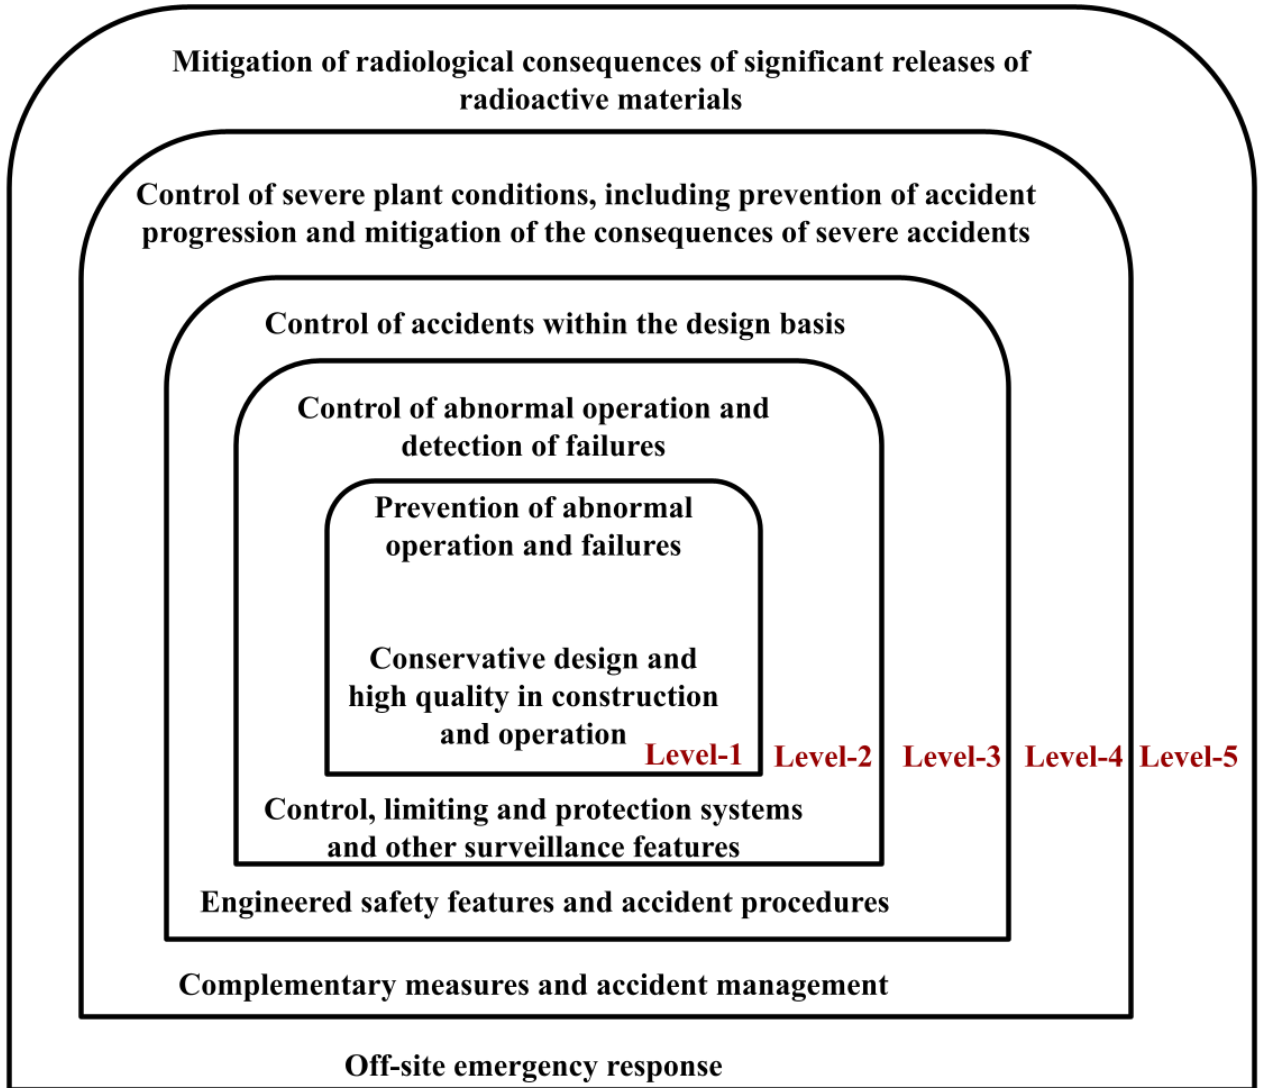 Mitigation of radiological consequences of significant releases of
radioactive materials
Control of severe plant conditions, including prevention of accident
progression and mitigation of the consequences of severe accidents
Control of accidents within the design basis
Control of abnormal operation and
detection of failures
Prevention of abnormal
operation and failures
Conservative design and
high quality in construction
and operation
Level-1 Level-2 Level-3 Level-4 Level-5
Control, limiting and protection systems
and other surveillance features
Engineered safety features and accident procedures
Complementary measures and accident management
Off-site emergency response